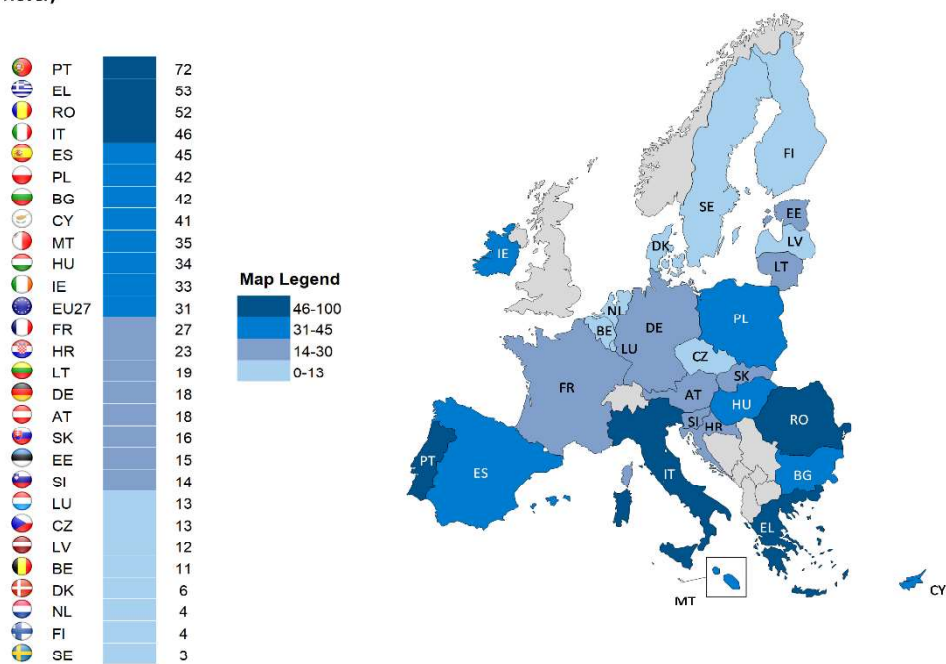 PT 72
EL 53
RO 52
IT 46
ES 45
PL 42
BG 42
CY 41
MT 35
HU 34
IE 33
EU27 31
FR 27
HR 23
LT 19
DE 18
AT 18
SK 16
EE 15
SI 14
LU 13
CZ 13
LV 12
BE 11
DK 6
NL 4
FI 4
SE 3
Map Legend
46-100
31-45
14-30
0-13
FI
SE
EE
LV
DK
LT
IE
NL
BE
DE
PL
LU
CZ
SK
FR
AT
HU
SI
HR
RO
PT
ES
IT
BG
EL
MT
CY